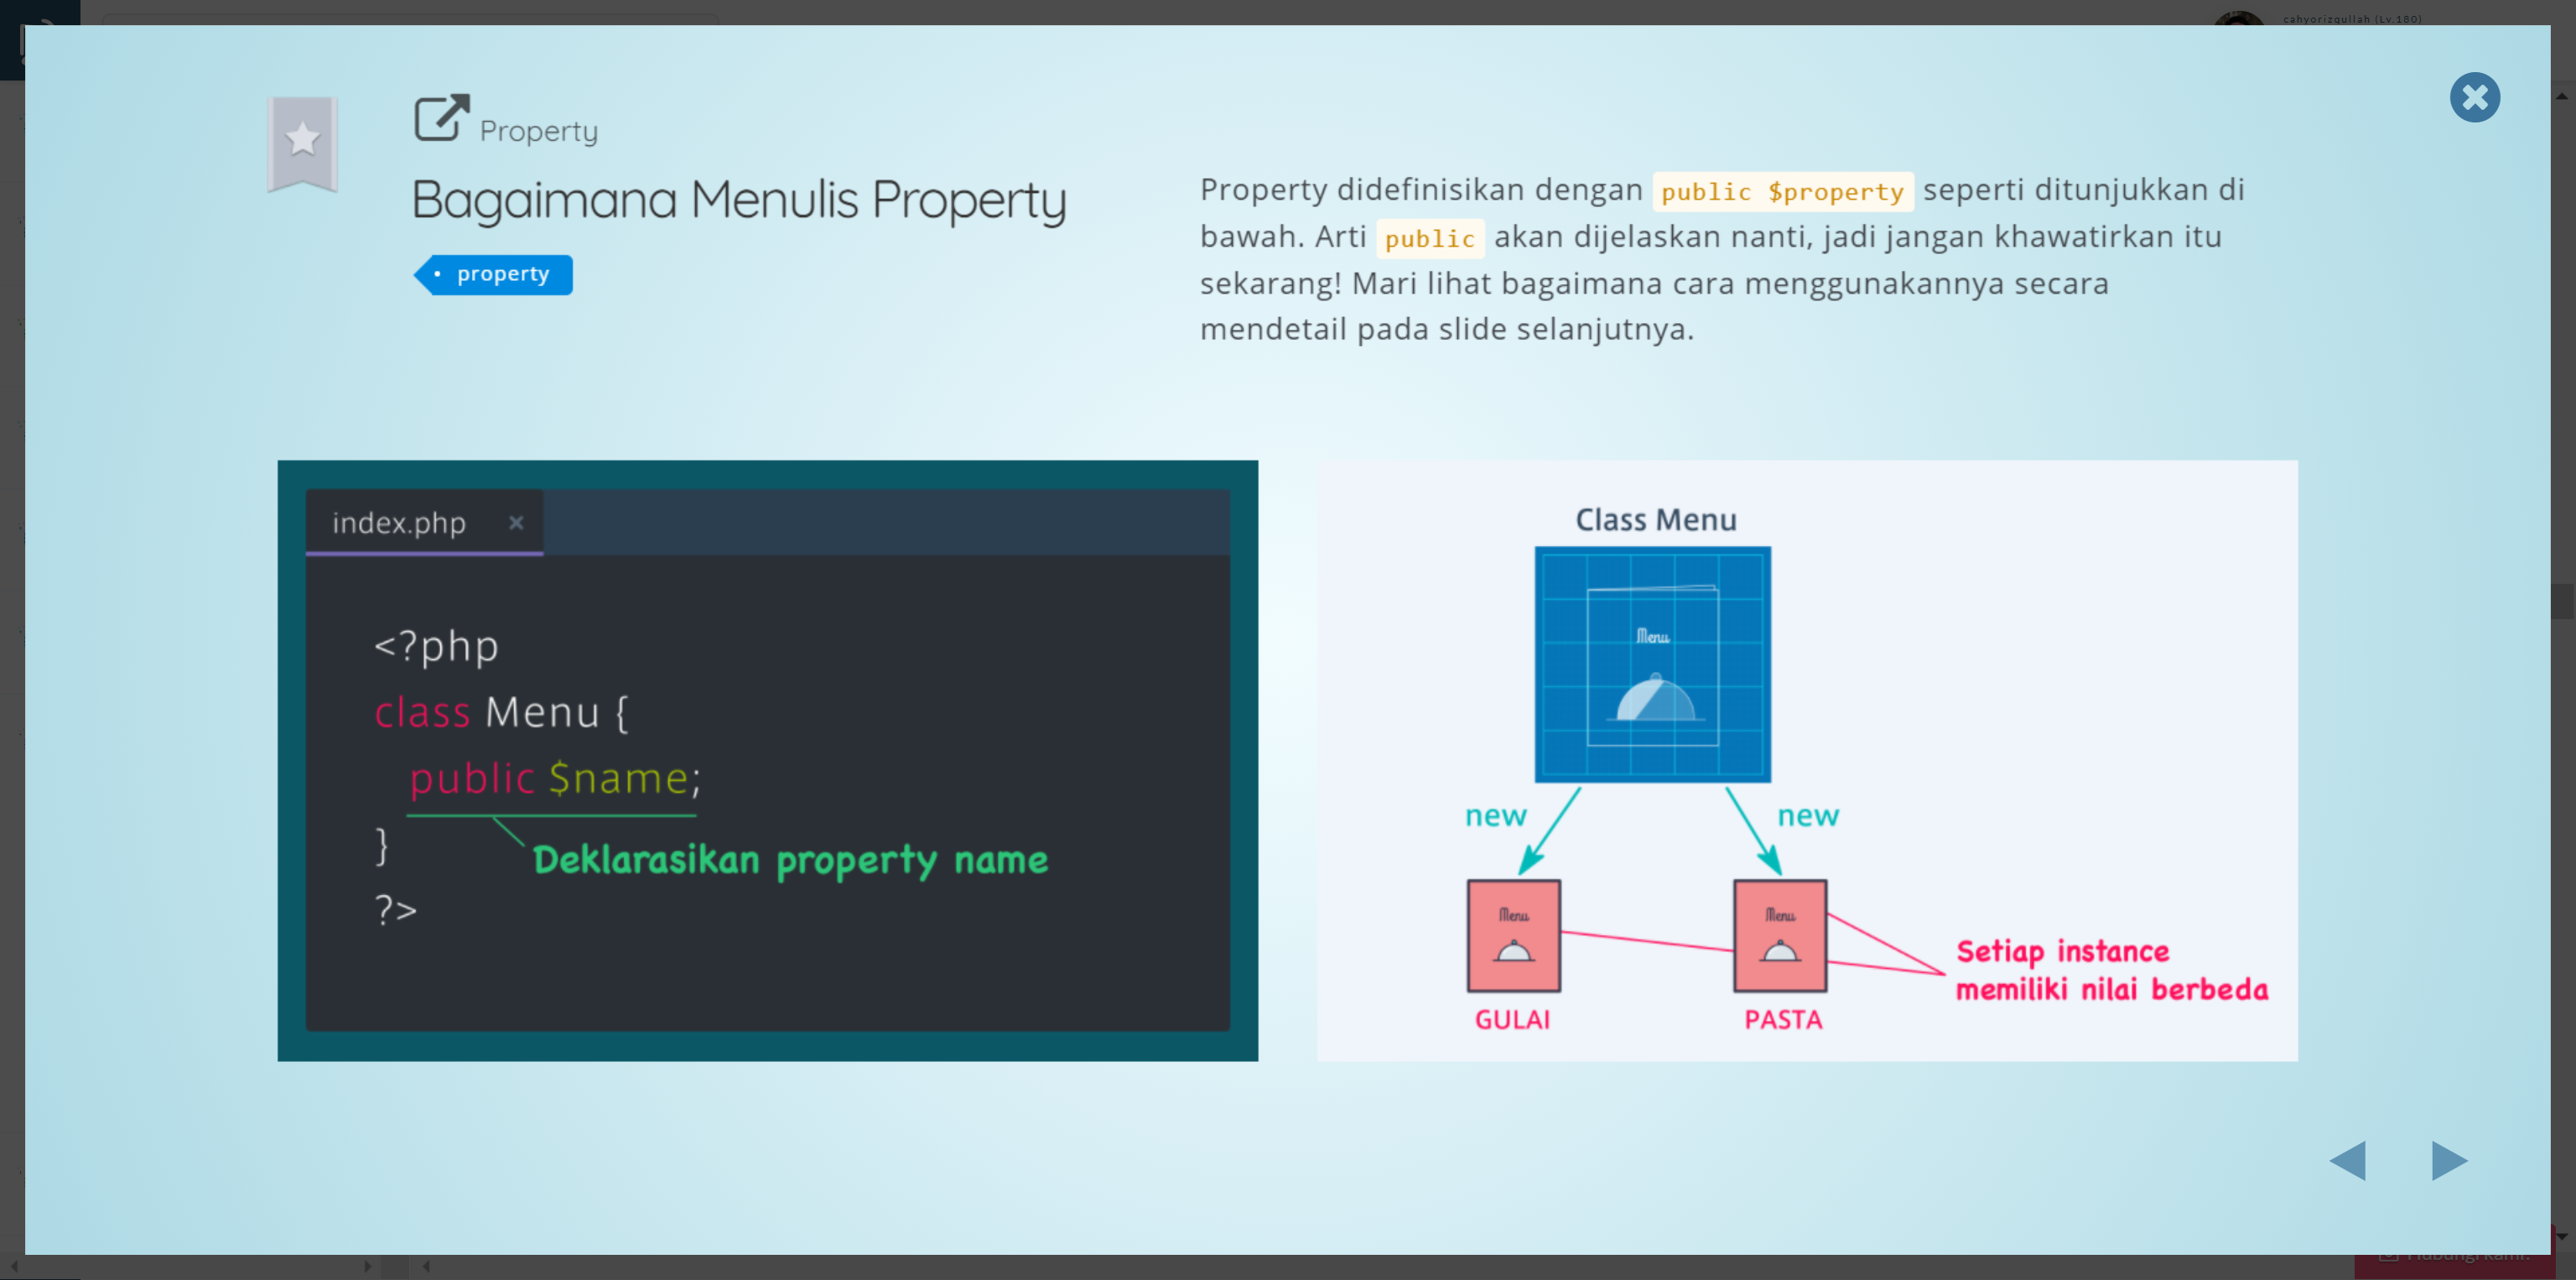 cahyorizqullah (Lv.180)
Property
Bagaimana Menulis Property
property
Property didefinisikan dengan public $property seperti ditunjukkan di
bawah. Arti public akan dijelaskan nanti, jadi jangan khawatirkan itu
sekarang! Mari lihat bagaimana cara menggunakannya secara
mendetail pada slide selanjutnya.
index.php ×
<?php
class Menu {
public $name;
}
Deklarasikan property name
?>
Class Menu
Menu
new new
Menu Menu
Setiap instance
memiliki nilai berbeda
GULAI PASTA
Hubungi kami.